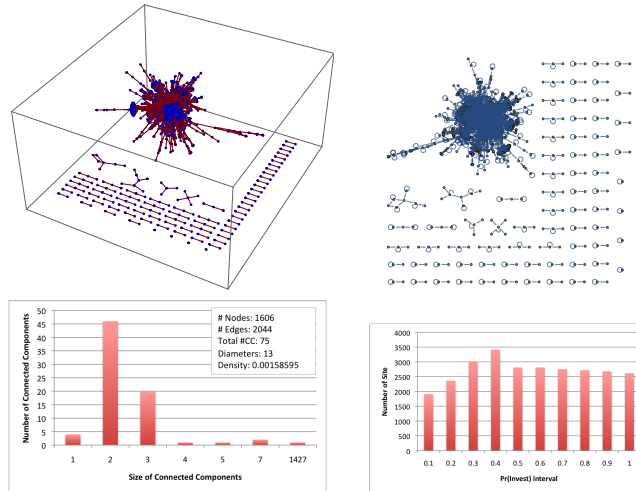 50
45
40
35
30
25
20
15
10
5
0
Number of Connected Components
# Nodes: 1606
# Edges: 2044
Total #CC: 75
Diameters: 13
Density: 0.00158595
1 2 3 4 5 7 1427
Size of Connected Components
4000
3500
3000
2500
2000
1500
1000
500
0
Number of Site
0.1 0.2 0.3 0.4 0.5 0.6 0.7 0.8 0.9 1
Pr(Invest) interval